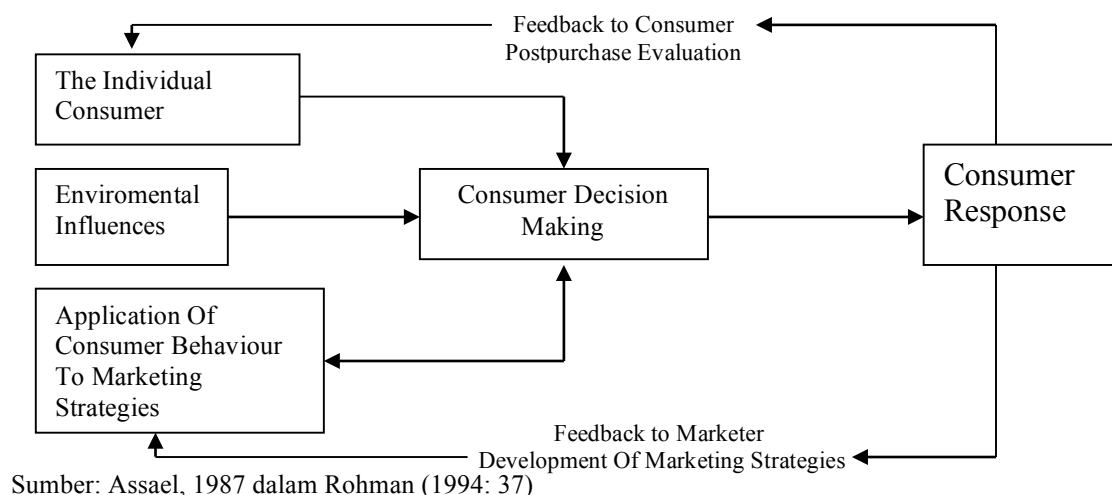 Feedback to Consumer
Postpurchase Evaluation
The Individual
Consumer
Enviromental
Influences
Consumer Decision
Making
Consumer
Response
Application Of
Consumer Behaviour
To Marketing
Strategies
Feedback to Marketer
Development Of Marketing Strategies
Sumber: Assael, 1987 dalam Rohman (1994: 37)